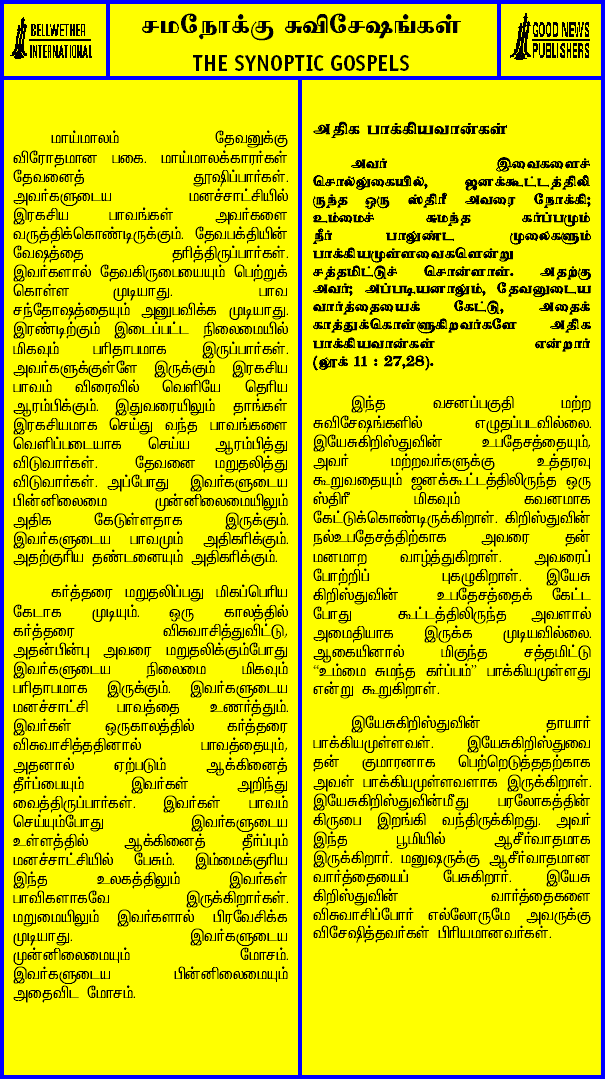 BELLWETHER
INTERNATIONAL
சமநோக்கு சுவிசேஷங்கள்
THE SYNOPTIC GOSPELS
GOOD NEWS
PUBLISHERS
மாய்மாலம் தேவனுக்கு
விரோதமான பகை. மாய்மாலக்காரர்கள்
தேவனைத் தூஷிப்பார்கள்.
அவர்களுடைய மனச்சாட்சியில்
இரகசிய பாவங்கள் அவர்களை
வருத்திக்கொண்டிருக்கும். தேவபக்தியின்
வேஷத்தை தரித்திருப்பார்கள்.
இவர்களால் தேவகிருபையையும் பெற்றுக்
கொள்ள முடியாது. பாவ
சந்தோஷத்தையும் அனுபவிக்க முடியாது.
இரண்டிற்கும் இடைப்பட்ட நிலைமையில்
மிகவும் பரிதாபமாக இருப்பார்கள்.
அவர்களுக்குள்ளே இருக்கும் இரகசிய
பாவம் விரைவில் வெளியே தெரிய
ஆரம்பிக்கும். இதுவரையிலும் தாங்கள்
இரகசியமாக செய்து வந்த பாவங்களை
வெளிப்படையாக செய்ய ஆரம்பித்து
விடுவார்கள். தேவனை மறுதலித்து
விடுவார்கள். அப்போது இவர்களுடைய
பின்னிலைமை முன்னிலைமையிலும்
அதிக கேடுள்ளதாக இருக்கும்.
இவர்களுடைய பாவமும் அதிகரிக்கும்.
அதற்குரிய தண்டனையும் அதிகரிக்கும்.
கர்த்தரை மறுதலிப்பது மிகப்பெரிய
கேடாக முடியும். ஒரு காலத்தில்
கர்த்தரை விசுவாசித்துவிட்டு,
அதன்பின்பு அவரை மறுதலிக்கும்போது
இவர்களுடைய நிலைமை மிகவும்
பரிதாபமாக இருக்கும். இவர்களுடைய
மனச்சாட்சி பாவத்தை உணர்த்தும்.
இவர்கள் ஒருகாலத்தில் கர்த்தரை
விசுவாசித்ததினால் பாவத்தையும்,
அதனால் ஏற்படும் ஆக்கினைத்
தீர்ப்பையும் இவர்கள் அறிந்து
வைத்திருப்பார்கள். இவர்கள் பாவம்
செய்யும்போது இவர்களுடைய
உள்ளத்தில் ஆக்கினைத் தீர்ப்பும்
மனச்சாட்சியில் பேசும். இம்மைக்குரிய
இந்த உலகத்திலும் இவர்கள்
பாவிகளாகவே இருக்கிறார்கள்.
மறுமையிலும் இவர்களால் பிரவேசிக்க
முடியாது. இவர்களுடைய
முன்னிலைமையும் மோசம்.
இவர்களுடைய பின்னிலைமையும்
அதைவிட மோசம்.
அதிக பாக்கியவான்கள்
அவர் இவைகளைச்
சொல்லுகையில், ஜனக்கூட்டத்திலி
ருந்த ஒரு ஸ்திரீ அவரை நோக்கி;
உம்மைச் சுமந்த கர்ப்பமும்
நீர் பாலுண்ட முலைகளும்
பாக்கியமுள்ளவைகளென்று
சத்தமிட்டுச் சொன்னாள். அதற்கு
அவர்; அப்படியனாலும், தேவனுடைய
வார்த்தையைக் கேட்டு, அதைக்
காத்துக்கொள்ளுகிறவர்களே அதிக
பாக்கியவான்கள் என்றார்
(லூக் 11 : 27,28).
இந்த வசனப்பகுதி மற்ற
சுவிசேஷங்களில் எழுதப்படவில்லை.
இயேசுகிறிஸ்துவின் உபதேசத்தையும்,
அவர் மற்றவர்களுக்கு உத்தரவு
கூறுவதையும் ஜனக்கூட்டத்திலிருந்த ஒரு
ஸ்திரீ மிகவும் கவனமாக
கேட்டுக்கொண்டிருக்கிறாள். கிறிஸ்துவின்
நல்உபதேசத்திற்காக அவரை தன்
மனமாற வாழ்த்துகிறாள். அவரைப்
போற்றிப் புகழுகிறாள். இயேசு
கிறிஸ்துவின் உபதேசத்தைக் கேட்ட
போது கூட்டத்திலிருந்த அவளால்
அமைதியாக இருக்க முடியவில்லை.
ஆகையினால் மிகுந்த சத்தமிட்டு
“உம்மை சுமந்த கர்ப்பம்” பாக்கியமுள்ளது
என்று கூறுகிறாள்.
இயேசுகிறிஸ்துவின் தாயார்
பாக்கியமுள்ளவள். இயேசுகிறிஸ்துவை
தன் குமாரனாக பெற்றெடுத்ததற்காக
அவள் பாக்கியமுள்ளவளாக இருக்கிறாள்.
இயேசுகிறிஸ்துவின்மீது பரலோகத்தின்
கிருபை இறங்கி வந்திருக்கிறது. அவர்
இந்த பூமியில் ஆசீர்வாதமாக
இருக்கிறார். மனுஷருக்கு ஆசீர்வாதமான
வார்த்தையைப் பேசுகிறார். இயேசு
கிறிஸ்துவின் வார்த்தைகளை
விசுவாசிப்போர் எல்லோருமே அவருக்கு
விசேஷித்தவர்கள் பிரியமானவர்கள்.